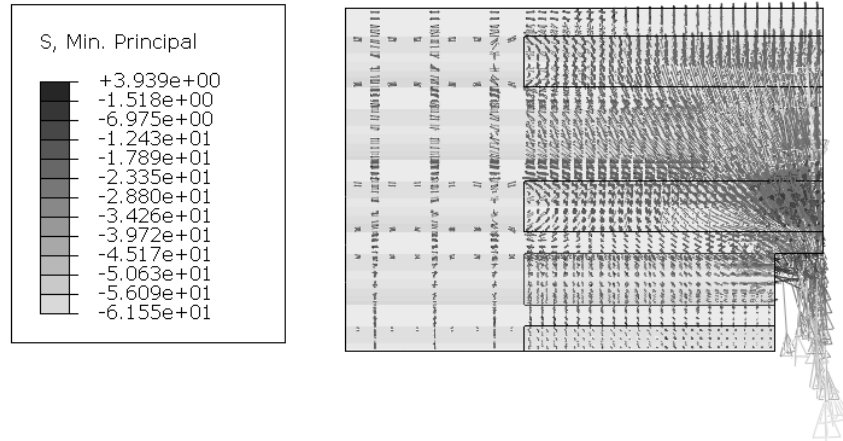 S, Min. Principal
+3.939e+00
-1.518e+00
-6.975e+00
-1.243e+01
-1.789e+01
-2.335e+01
-2.880e+01
-3.426e+01
-3.972e+01
-4.517e+01
-5.063e+01
-5.609e+01
-6.155e+01